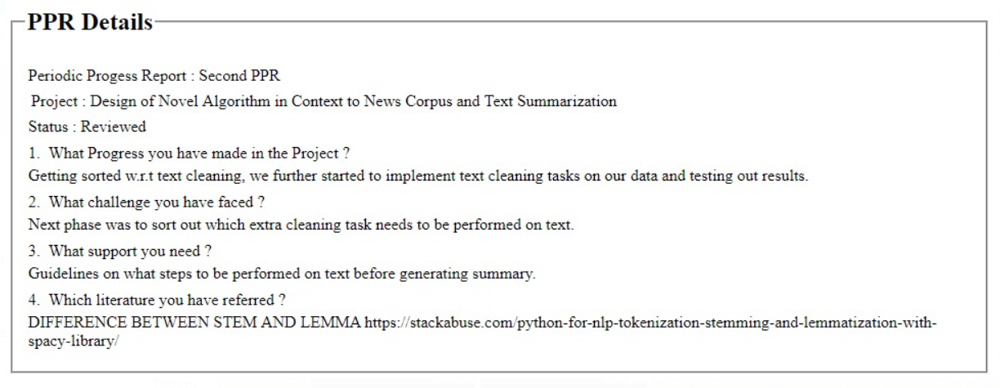 PPR Details
Periodic Progess Report : Second PPR
Project : Design of Novel Algorithm in Context to News Corpus and Text Summarization
Status : Reviewed
1. What Progress you have made in the Project ?
Getting sorted w.r.t text cleaning, we further started to implement text cleaning tasks on our data and testing out results.
2. What challenge you have faced ?
Next phase was to sort out which extra cleaning task needs to be performed on text.
3. What support you need ?
Guidelines on what steps to be performed on text before generating summary.
4. Which literature you have referred ?
DIFFERENCE BETWEEN STEM AND LEMMA https://stackabuse.com/python-for-nlp-tokenization-stemming-and-lemmatization-with-
spacy-library/